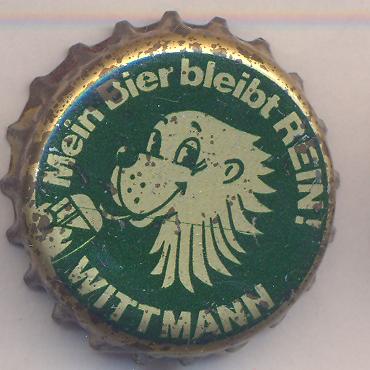 Mein Bier bleibt REIN!
WITTMANN